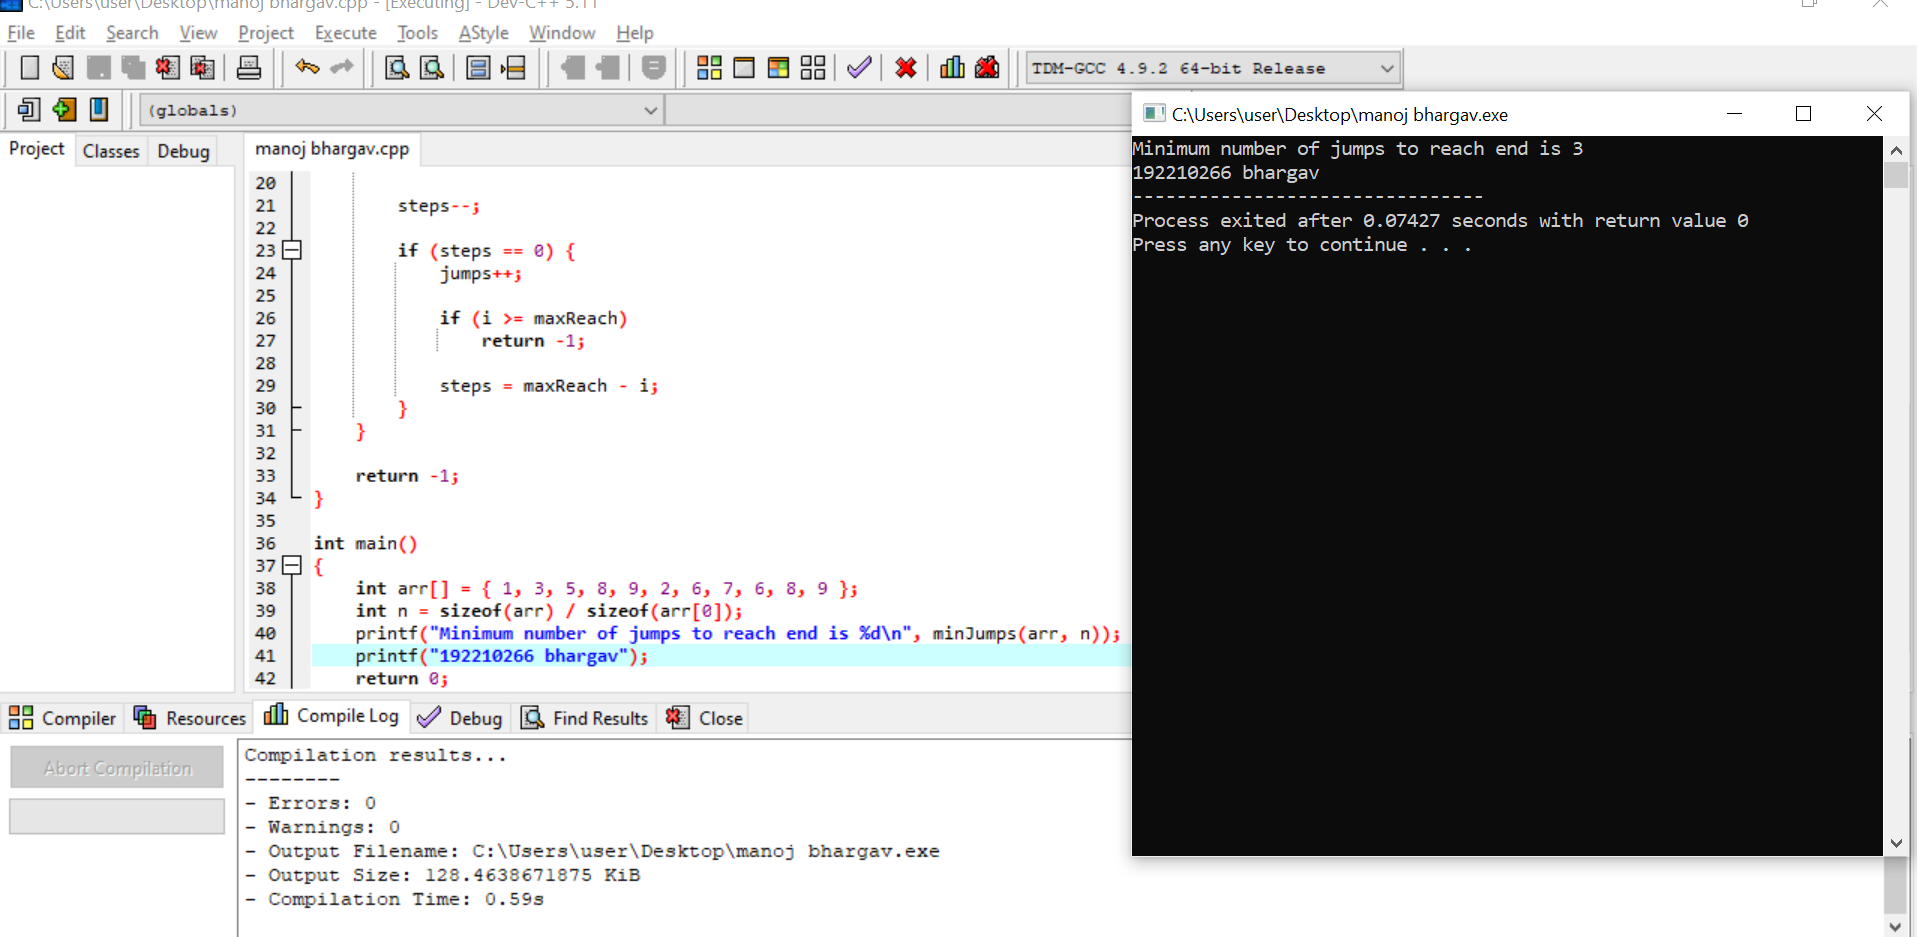 C:\Users\user\Desktop\manoj bhargav.cpp - [Executing] - Dev-C++ 5.11
File Edit Search View Project Execute Tools AStyle Window Help
TDM-GCC 4.9.2 64-bit Release
(globals)
C:\Users\user\Desktop\manoj bhargav.exe
Project Classes Debug
manoj bhargav.cpp
20
21 steps--;
22
23 if (steps == 0) {
24 jumps++;
25
26 if (i >= maxReach)
27 return -1;
28
29 steps = maxReach - i;
30 }
31 }
32
33 return -1;
34 }
35
36 int main()
37 {
38 int arr[] = { 1, 3, 5, 8, 9, 2, 6, 7, 6, 8, 9 };
39 int n = sizeof(arr) / sizeof(arr[0]);
40 printf("Minimum number of jumps to reach end is %d\n", minJumps(arr, n));
41 printf("192210266 bhargav");
42 return 0;
Minimum number of jumps to reach end is 3
192210266 bhargav
--------------------------------
Process exited after 0.07427 seconds with return value 0
Press any key to continue . . .
Compiler Resources Compile Log Debug Find Results Close
Abort Compilation
Compilation results...
--------
- Errors: 0
- Warnings: 0
- Output Filename: C:\Users\user\Desktop\manoj bhargav.exe
- Output Size: 128.4638671875 KiB
- Compilation Time: 0.59s